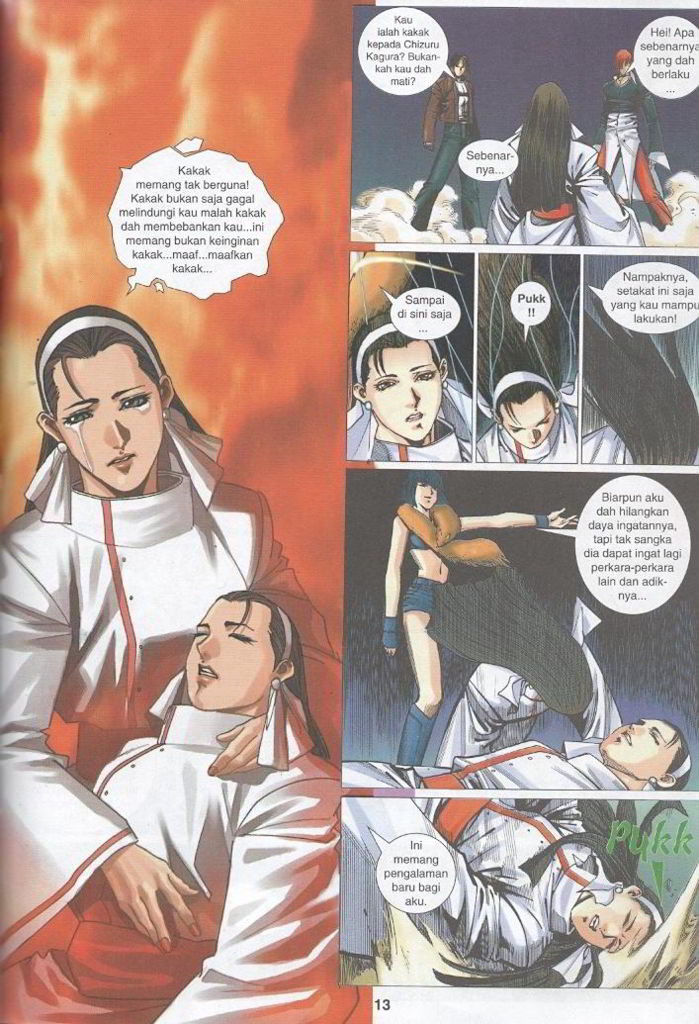 Kakak
memang tak berguna!
Kakak bukan saja gagal
melindungi kau malah kakak
dah membebankan kau...ini
memang bukan keinginan
kakak...maaf...maafkan
kakak...
Kau
ialah kakak
kepada Chizuru
Kagura? Bukan-
kah kau dah
mati?
Hei! Apa
sebenarnya
yang dah
berlaku
...
Sebenar-
nya...
Sampai
di sini saja
...
Pukk
!!
Nampaknya,
setakat ini saja
yang kau mampu
lakukan!
Biarpun aku
dah hilangkan
daya ingatannya,
tapi tak sangka
dia dapat ingat lagi
perkara-perkara
lain dan adik-
nya...
Pukk
!
Ini
memang
pengalaman
baru bagi
aku.
13